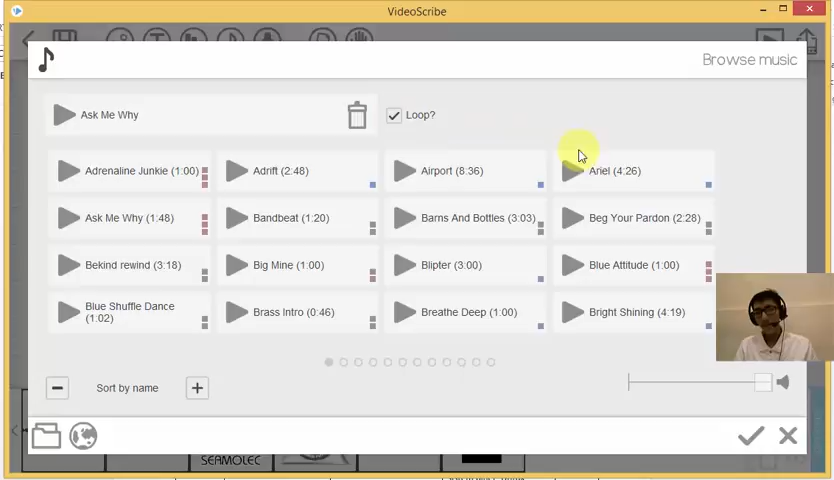 VideoScribe
Browse music
Ask Me Why
Loop?
Adrenaline Junkie (1:00)
Adrift (2:48)
Airport (8:36)
Ariel (4:26)
Ask Me Why (1:48)
Bandbeat (1:20)
Barns And Bottles (3:03)
Beg Your Pardon (2:28)
Bekind rewind (3:18)
Big Mine (1:00)
Blipter (3:00)
Blue Attitude (1:00)
Blue Shuffle Dance
(1:02)
Brass Intro (0:46)
Breathe Deep (1:00)
Bright Shining (4:19)
Sort by name
SEAMOLEC